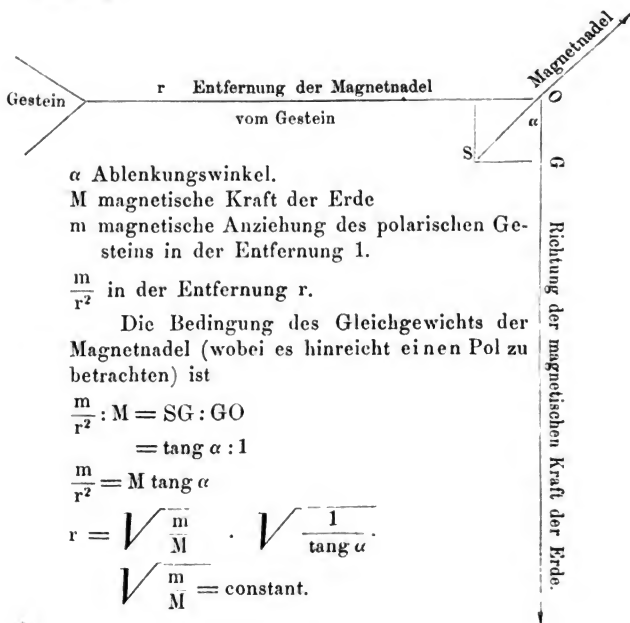 Magnetnadel
Gestein
r Entfernung der Magnetnadel
vom Gestein
O
α
S
G
α Ablenkungswinkel.
M magnetische Kraft der Erde
m magnetische Anziehung des polarischen Ge-
steins in der Entfernung 1.
m/r² in der Entfernung r.
Die Bedingung des Gleichgewichts der
Magnetnadel (wobei es hinreicht einen Pol zu
betrachten) ist
m/r² : M = SG : GO
= tang α : 1
m/r² = M tang α
r = √(m/M) . √(1/tang α).
√(m/M) = constant.
Richtung der magnetischen Kraft der Erde.